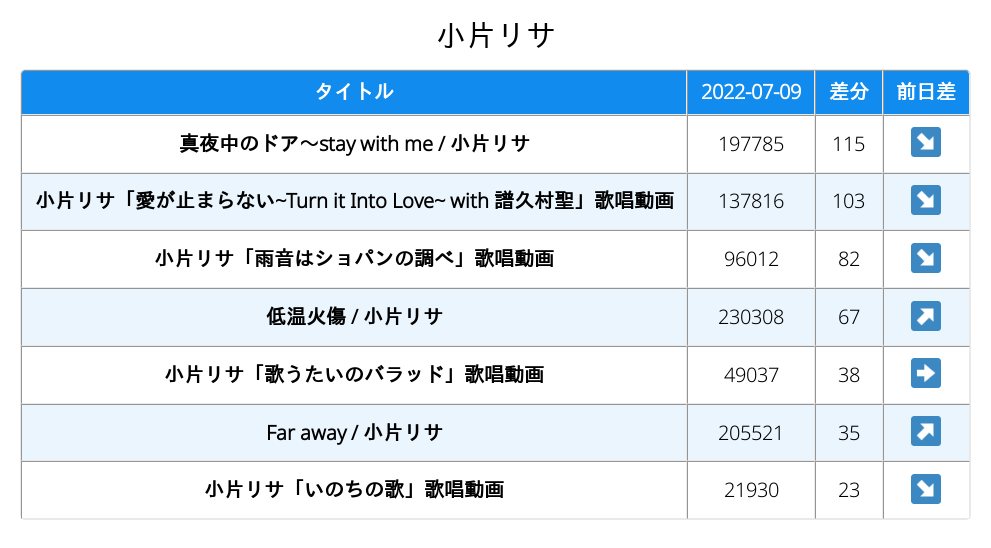 小片リサ
タイトル 2022-07-09 差分 前日差
真夜中のドア～stay with me / 小片リサ 197785 115 ↘
小片リサ「愛が止まらない~Turn it Into Love~ with 譜久村聖」歌唱動画 137816 103 ↘
小片リサ「雨音はショパンの調べ」歌唱動画 96012 82 ↘
低温火傷 / 小片リサ 230308 67 ↗
小片リサ「歌うたいのバラッド」歌唱動画 49037 38 ➡
Far away / 小片リサ 205521 35 ↗
小片リサ「いのちの歌」歌唱動画 21930 23 ↘